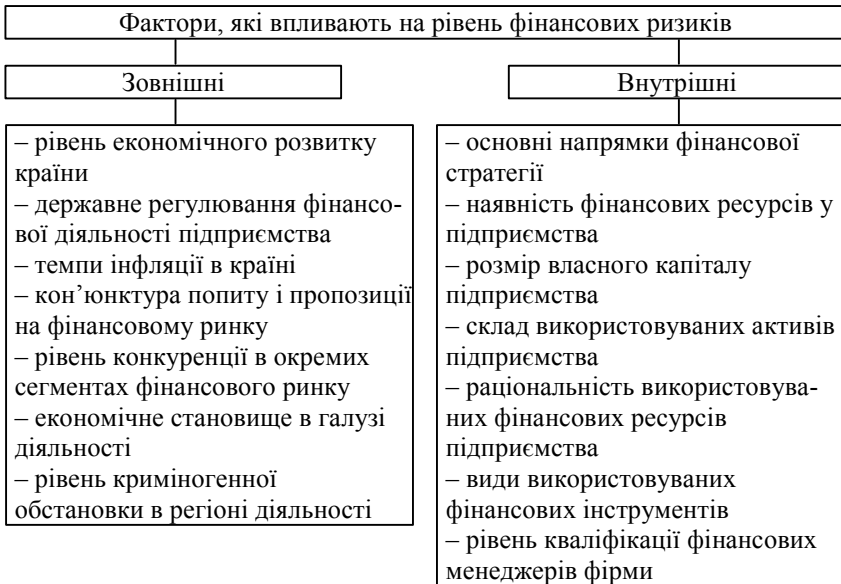 Фактори, які впливають на рівень фінансових ризиків
Зовнішні
– рівень економічного розвитку
країни
– державне регулювання фінансо-
вої діяльності підприємства
– темпи інфляції в країні
– кон’юнктура попиту і пропозиції
на фінансовому ринку
– рівень конкуренції в окремих
сегментах фінансового ринку
– економічне становище в галузі
діяльності
– рівень криміногенної
обстановки в регіоні діяльності
Внутрішні
– основні напрямки фінансової
стратегії
– наявність фінансових ресурсів у
підприємства
– розмір власного капіталу
підприємства
– склад використовуваних активів
підприємства
– раціональність використовува-
них фінансових ресурсів
підприємства
– види використовуваних
фінансових інструментів
– рівень кваліфікації фінансових
менеджерів фірми